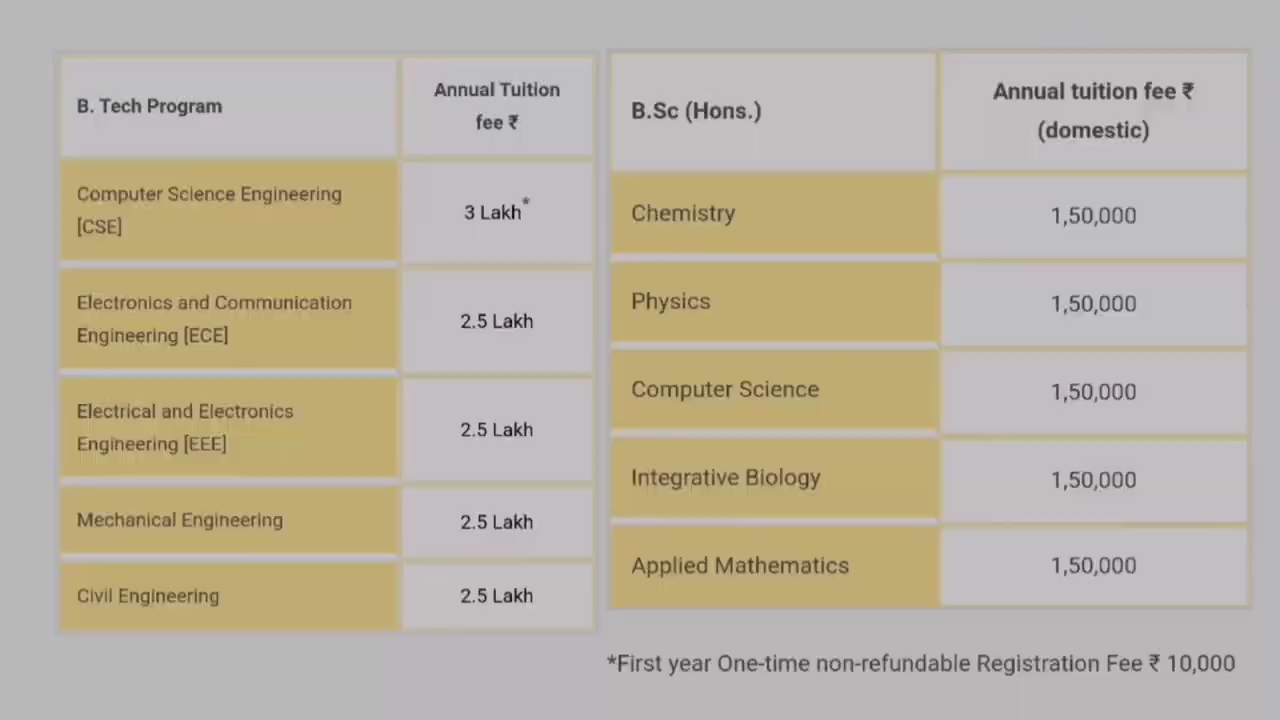 B. Tech Program
Annual Tuition
fee ₹
Computer Science Engineering
[CSE]
3 Lakh*
Electronics and Communication
Engineering [ECE]
2.5 Lakh
Electrical and Electronics
Engineering [EEE]
2.5 Lakh
Mechanical Engineering
2.5 Lakh
Civil Engineering
2.5 Lakh
B.Sc (Hons.)
Annual tuition fee ₹
(domestic)
Chemistry
1,50,000
Physics
1,50,000
Computer Science
1,50,000
Integrative Biology
1,50,000
Applied Mathematics
1,50,000
*First year One-time non-refundable Registration Fee ₹ 10,000